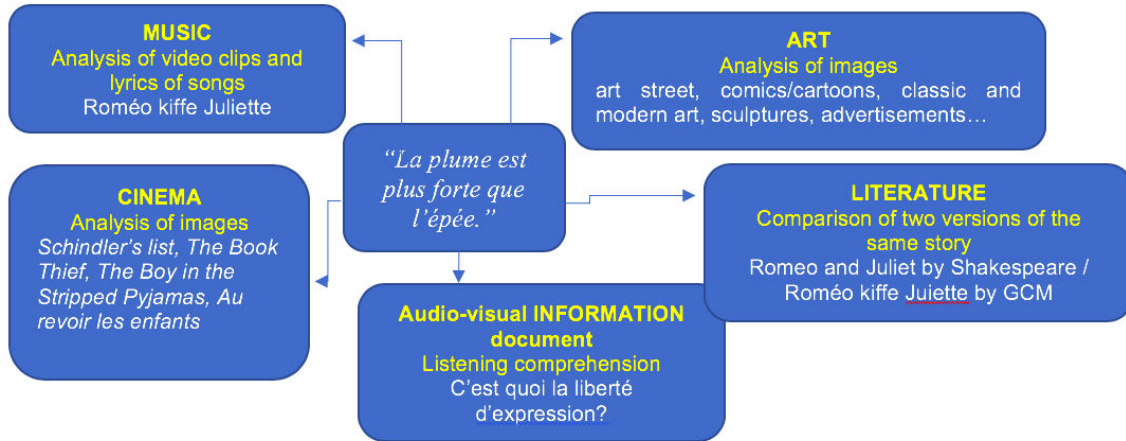 MUSIC
Analysis of video clips and
lyrics of songs
Roméo kiffe Juliette
ART
Analysis of images
art street, comics/cartoons, classic and
modern art, sculptures, advertisements…
“La plume est
plus forte que
l’épée.”
CINEMA
Analysis of images
Schindler’s list, The Book
Thief, The Boy in the
Stripped Pyjamas, Au
revoir les enfants
LITERATURE
Comparison of two versions of the
same story
Romeo and Juliet by Shakespeare /
Roméo kiffe Juiette by GCM
Audio-visual INFORMATION
document
Listening comprehension
C’est quoi la liberté
d’expression?